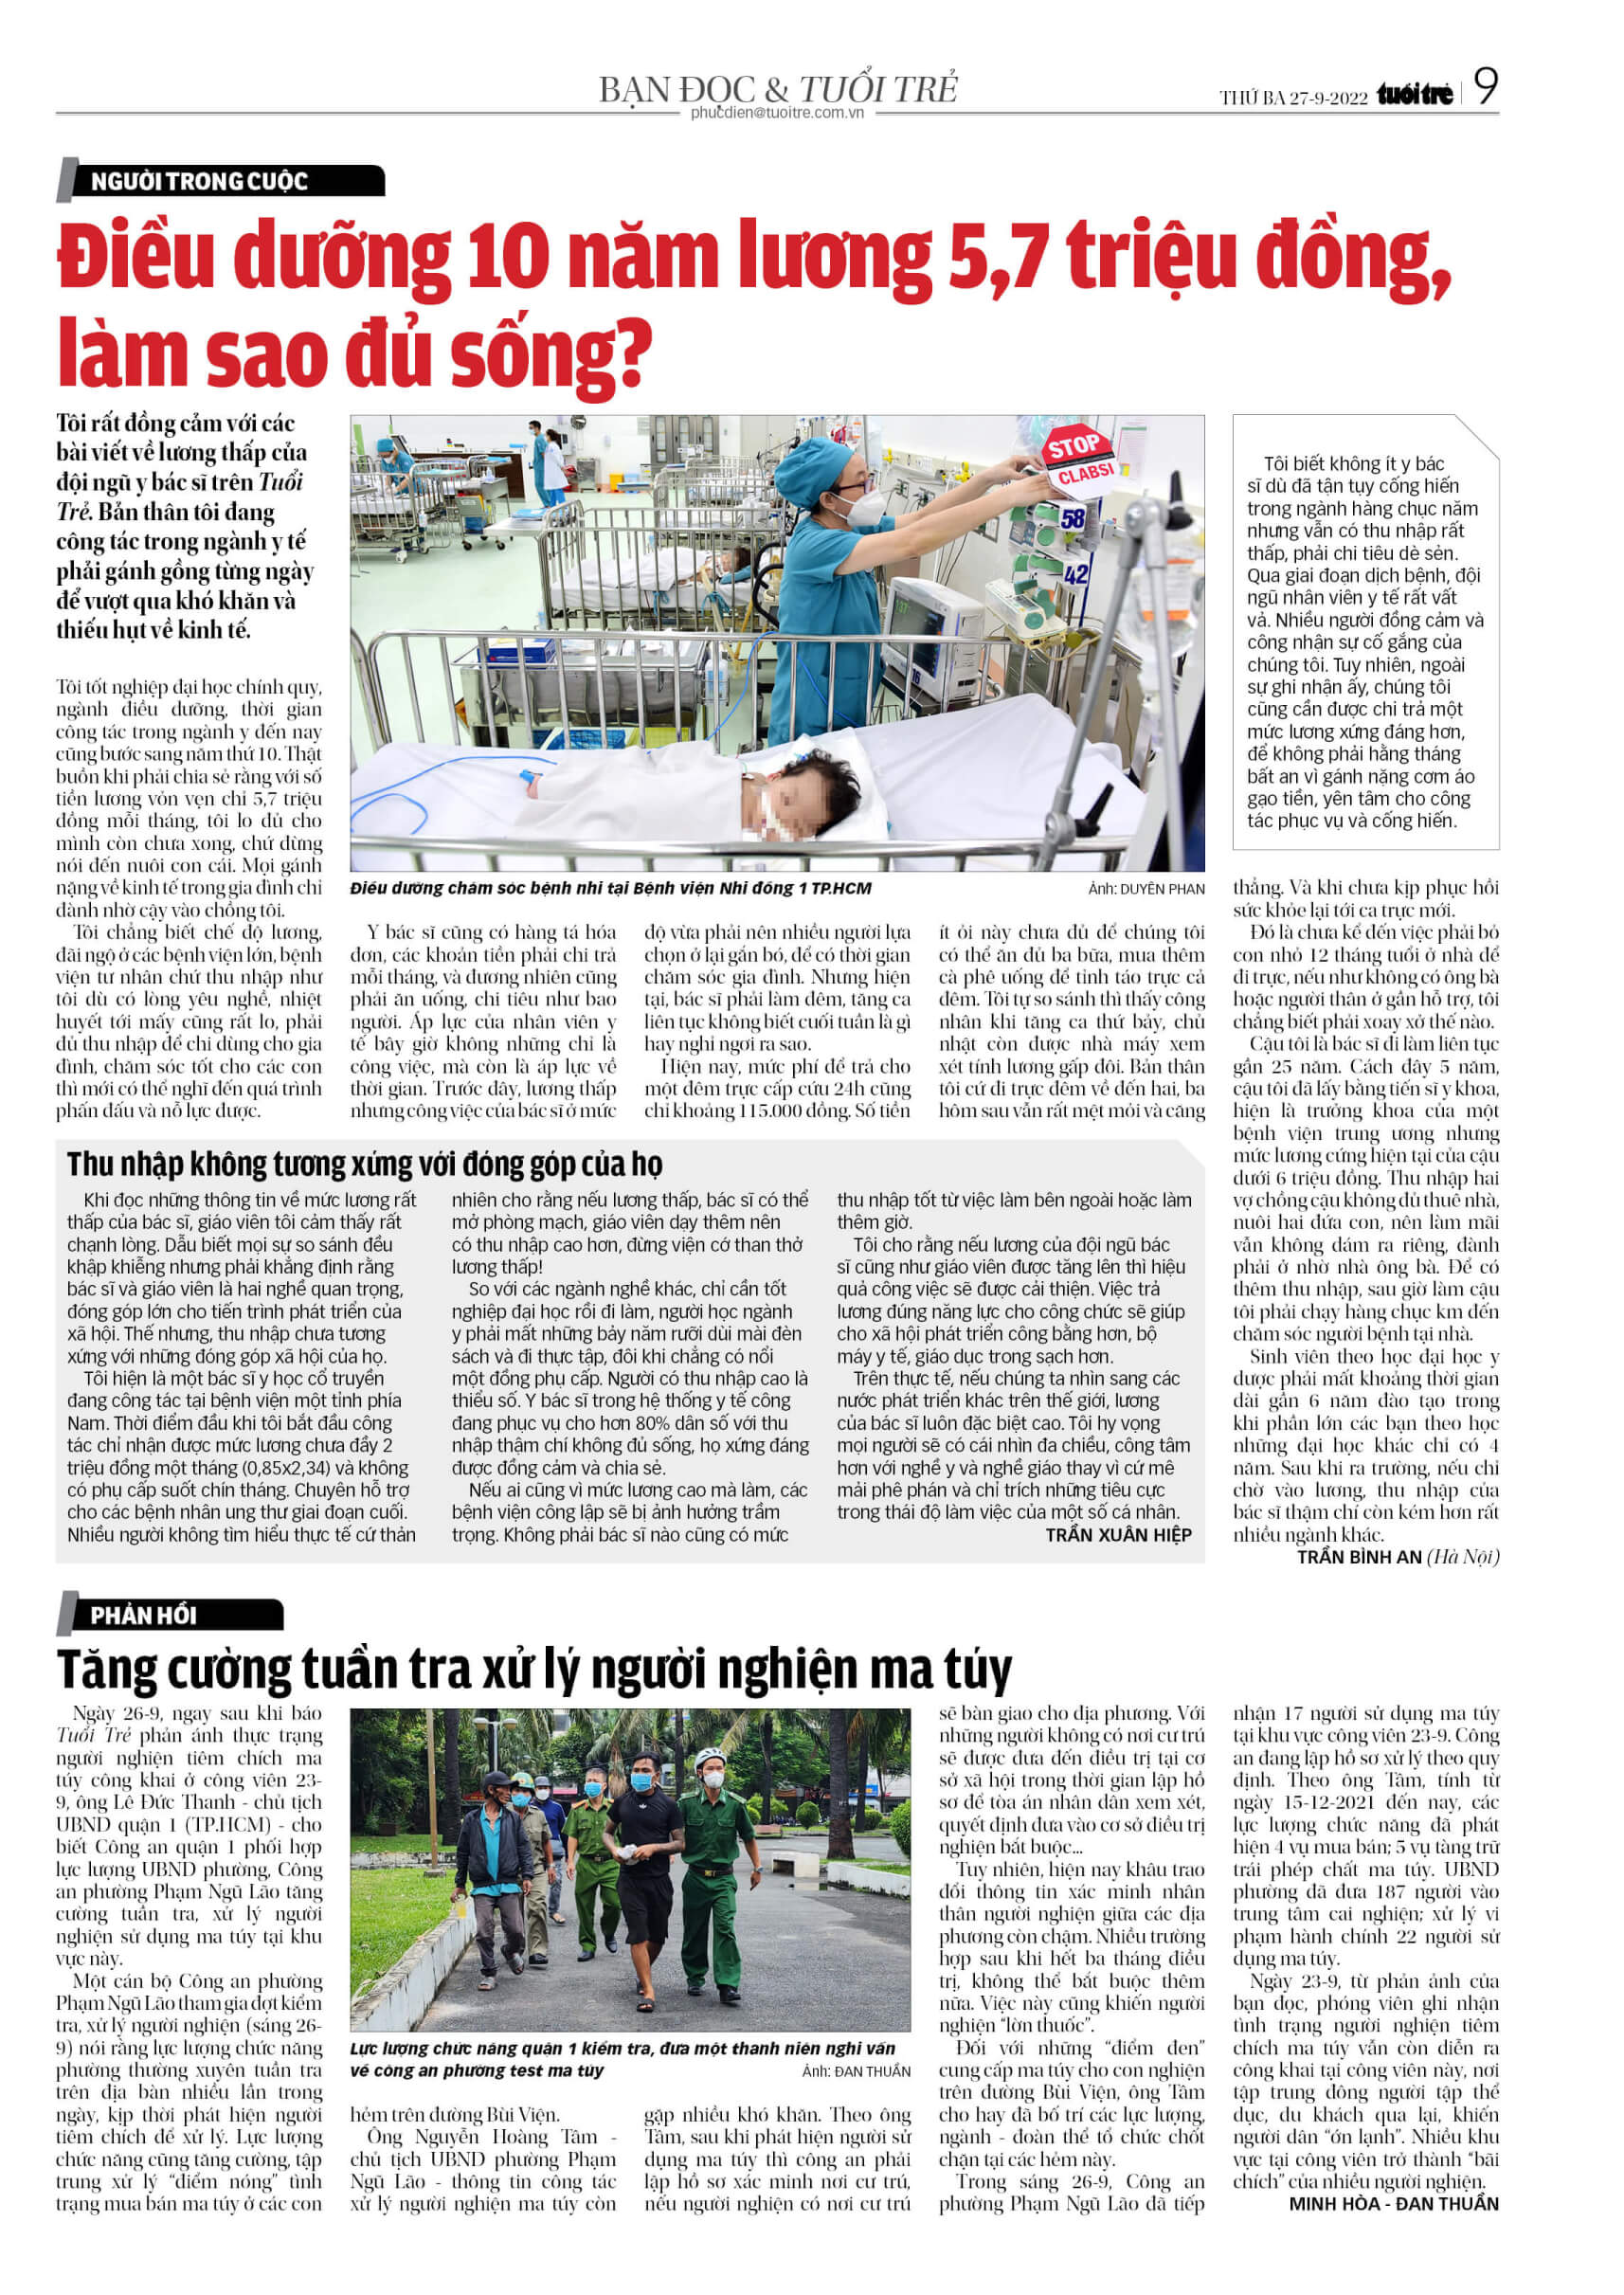 BẠN ĐỌC & TUỔI TRẺ
phucdien@tuoitre.com.vn
THỨ BA 27-9-2022 tuổi trẻ 9
NGƯỜI TRONG CUỘC
Điều dưỡng 10 năm lương 5,7 triệu đồng,
làm sao đủ sống?
Tôi rất đồng cảm với các
bài viết về lương thấp của
đội ngũ y bác sĩ trên Tuổi
Trẻ. Bản thân tôi đang
công tác trong ngành y tế
phải gánh gồng từng ngày
để vượt qua khó khăn và
thiếu hụt về kinh tế.
Tôi tốt nghiệp đại học chính quy,
ngành điều dưỡng, thời gian
công tác trong ngành y đến nay
cũng bước sang năm thứ 10. Thật
buồn khi phải chia sẻ rằng với số
tiền lương vỏn vẹn chỉ 5,7 triệu
đồng mỗi tháng, tôi lo đủ cho
mình còn chưa xong, chứ đừng
nói đến nuôi con cái. Mọi gánh
nặng về kinh tế trong gia đình chỉ
đành nhờ cậy vào chồng tôi.
Tôi chẳng biết chế độ lương,
đãi ngộ ở các bệnh viện lớn, bệnh
viện tư nhân chứ thu nhập như
tôi dù có lòng yêu nghề, nhiệt
huyết tới mấy cũng rất lo, phải
đủ thu nhập để chi dùng cho gia
đình, chăm sóc tốt cho các con
thì mới có thể nghĩ đến quá trình
phấn đấu và nỗ lực được.
STOP
CLABSI
58
42
16
Điều dưỡng chăm sóc bệnh nhi tại Bệnh viện Nhi đồng 1 TP.HCM
Ảnh: DUYÊN PHAN
Y bác sĩ cũng có hàng tá hóa
đơn, các khoản tiền phải chi trả
mỗi tháng, và đương nhiên cũng
phải ăn uống, chi tiêu như bao
người. Áp lực của nhân viên y
tế bây giờ không những chỉ là
công việc, mà còn là áp lực về
thời gian. Trước đây, lương thấp
nhưng công việc của bác sĩ ở mức
độ vừa phải nên nhiều người lựa
chọn ở lại gắn bó, để có thời gian
chăm sóc gia đình. Nhưng hiện
tại, bác sĩ phải làm đêm, tăng ca
liên tục không biết cuối tuần là gì
hay nghỉ ngơi ra sao.
Hiện nay, mức phí để trả cho
một đêm trực cấp cứu 24h cũng
chỉ khoảng 115.000 đồng. Số tiền
ít ỏi này chưa đủ để chúng tôi
có thể ăn đủ ba bữa, mua thêm
cà phê uống để tỉnh táo trực cả
đêm. Tôi tự so sánh thì thấy công
nhân khi tăng ca thứ bảy, chủ
nhật còn được nhà máy xem
xét tính lương gấp đôi. Bản thân
tôi cứ đi trực đêm về đến hai, ba
hôm sau vẫn rất mệt mỏi và căng
Tôi biết không ít y bác
sĩ dù đã tận tụy cống hiến
trong ngành hàng chục năm
nhưng vẫn có thu nhập rất
thấp, phải chi tiêu dè sẻn.
Qua giai đoạn dịch bệnh, đội
ngũ nhân viên y tế rất vất
vả. Nhiều người đồng cảm và
công nhận sự cố gắng của
chúng tôi. Tuy nhiên, ngoài
sự ghi nhận ấy, chúng tôi
cũng cần được chi trả một
mức lương xứng đáng hơn,
để không phải hằng tháng
bất an vì gánh nặng cơm áo
gạo tiền, yên tâm cho công
tác phục vụ và cống hiến.
thẳng. Và khi chưa kịp phục hồi
sức khỏe lại tới ca trực mới.
Đó là chưa kể đến việc phải bỏ
con nhỏ 12 tháng tuổi ở nhà để
đi trực, nếu như không có ông bà
hoặc người thân ở gần hỗ trợ, tôi
chẳng biết phải xoay xở thế nào.
Cậu tôi là bác sĩ đi làm liên tục
gần 25 năm. Cách đây 5 năm,
cậu tôi đã lấy bằng tiến sĩ y khoa,
hiện là trưởng khoa của một
bệnh viện trung ương nhưng
mức lương cứng hiện tại của cậu
dưới 6 triệu đồng. Thu nhập hai
vợ chồng cậu không đủ thuê nhà,
nuôi hai đứa con, nên làm mãi
vẫn không dám ra riêng, đành
phải ở nhờ nhà ông bà. Để có
thêm thu nhập, sau giờ làm cậu
tôi phải chạy hàng chục km đến
chăm sóc người bệnh tại nhà.
Sinh viên theo học đại học y
dược phải mất khoảng thời gian
dài gần 6 năm đào tạo trong
khi phần lớn các bạn theo học
những đại học khác chỉ có 4
năm. Sau khi ra trường, nếu chỉ
chờ vào lương, thu nhập của
bác sĩ thậm chí còn kém hơn rất
nhiều ngành khác.
TRẦN BÌNH AN (Hà Nội)
Thu nhập không tương xứng với đóng góp của họ
Khi đọc những thông tin về mức lương rất
thấp của bác sĩ, giáo viên tôi cảm thấy rất
chạnh lòng. Dẫu biết mọi sự so sánh đều
khập khiễng nhưng phải khẳng định rằng
bác sĩ và giáo viên là hai nghề quan trọng,
đóng góp lớn cho tiến trình phát triển của
xã hội. Thế nhưng, thu nhập chưa tương
xứng với những đóng góp xã hội của họ.
Tôi hiện là một bác sĩ y học cổ truyền
đang công tác tại bệnh viện một tỉnh phía
Nam. Thời điểm đầu khi tôi bắt đầu công
tác chỉ nhận được mức lương chưa đầy 2
triệu đồng một tháng (0,85x2,34) và không
có phụ cấp suốt chín tháng. Chuyên hỗ trợ
cho các bệnh nhân ung thư giai đoạn cuối.
Nhiều người không tìm hiểu thực tế cứ thản
nhiên cho rằng nếu lương thấp, bác sĩ có thể
mở phòng mạch, giáo viên dạy thêm nên
có thu nhập cao hơn, đừng viện cớ than thở
lương thấp!
So với các ngành nghề khác, chỉ cần tốt
nghiệp đại học rồi đi làm, người học ngành
y phải mất những bảy năm rưỡi dùi mài đèn
sách và đi thực tập, đôi khi chẳng có nổi
một đồng phụ cấp. Người có thu nhập cao là
thiểu số. Y bác sĩ trong hệ thống y tế công
đang phục vụ cho hơn 80% dân số với thu
nhập thậm chí không đủ sống, họ xứng đáng
được đồng cảm và chia sẻ.
Nếu ai cũng vì mức lương cao mà làm, các
bệnh viện công lập sẽ bị ảnh hưởng trầm
trọng. Không phải bác sĩ nào cũng có mức
thu nhập tốt từ việc làm bên ngoài hoặc làm
thêm giờ.
Tôi cho rằng nếu lương của đội ngũ bác
sĩ cũng như giáo viên được tăng lên thì hiệu
quả công việc sẽ được cải thiện. Việc trả
lương đúng năng lực cho công chức sẽ giúp
cho xã hội phát triển công bằng hơn, bộ
máy y tế, giáo dục trong sạch hơn.
Trên thực tế, nếu chúng ta nhìn sang các
nước phát triển khác trên thế giới, lương
của bác sĩ luôn đặc biệt cao. Tôi hy vọng
mọi người sẽ có cái nhìn đa chiều, công tâm
hơn với nghề y và nghề giáo thay vì cứ mê
mải phê phán và chỉ trích những tiêu cực
trong thái độ làm việc của một số cá nhân.
TRẦN XUÂN HIỆP
PHẢN HỒI
Tăng cường tuần tra xử lý người nghiện ma túy
Ngày 26-9, ngay sau khi báo
Tuổi Trẻ phản ánh thực trạng
người nghiện tiêm chích ma
túy công khai ở công viên 23-
9, ông Lê Đức Thanh - chủ tịch
UBND quận 1 (TP.HCM) - cho
biết Công an quận 1 phối hợp
lực lượng UBND phường, Công
an phường Phạm Ngũ Lão tăng
cường tuần tra, xử lý người
nghiện sử dụng ma túy tại khu
vực này.
Một cán bộ Công an phường
Phạm Ngũ Lão tham gia đợt kiểm
tra, xử lý người nghiện (sáng 26-
9) nói rằng lực lượng chức năng
phường thường xuyên tuần tra
trên địa bàn nhiều lần trong
ngày, kịp thời phát hiện người
tiêm chích để xử lý. Lực lượng
chức năng cũng tăng cường, tập
trung xử lý “điểm nóng” tình
trạng mua bán ma túy ở các con
Lực lượng chức năng quận 1 kiểm tra, đưa một thanh niên nghi vấn
về công an phường test ma túy
Ảnh: ĐAN THUẦN
hẻm trên đường Bùi Viện.
Ông Nguyễn Hoàng Tâm -
chủ tịch UBND phường Phạm
Ngũ Lão - thông tin công tác
xử lý người nghiện ma túy còn
gặp nhiều khó khăn. Theo ông
Tâm, sau khi phát hiện người sử
dụng ma túy thì công an phải
lập hồ sơ xác minh nơi cư trú,
nếu người nghiện có nơi cư trú
sẽ bàn giao cho địa phương. Với
những người không có nơi cư trú
sẽ được đưa đến điều trị tại cơ
sở xã hội trong thời gian lập hồ
sơ để tòa án nhân dân xem xét,
quyết định đưa vào cơ sở điều trị
nghiện bắt buộc...
Tuy nhiên, hiện nay khâu trao
đổi thông tin xác minh nhân
thân người nghiện giữa các địa
phương còn chậm. Nhiều trường
hợp sau khi hết ba tháng điều
trị, không thể bắt buộc thêm
nữa. Việc này cũng khiến người
nghiện “lờn thuốc”.
Đối với những “điểm đen”
cung cấp ma túy cho con nghiện
trên đường Bùi Viện, ông Tâm
cho hay đã bố trí các lực lượng,
ngành - đoàn thể tổ chức chốt
chặn tại các hẻm này.
Trong sáng 26-9, Công an
phường Phạm Ngũ Lão đã tiếp
nhận 17 người sử dụng ma túy
tại khu vực công viên 23-9. Công
an đang lập hồ sơ xử lý theo quy
định. Theo ông Tâm, tính từ
ngày 15-12-2021 đến nay, các
lực lượng chức năng đã phát
hiện 4 vụ mua bán; 5 vụ tàng trữ
trái phép chất ma túy. UBND
phường đã đưa 187 người vào
trung tâm cai nghiện; xử lý vi
phạm hành chính 22 người sử
dụng ma túy.
Ngày 23-9, từ phản ánh của
bạn đọc, phóng viên ghi nhận
tình trạng người nghiện tiêm
chích ma túy vẫn còn diễn ra
công khai tại công viên này, nơi
tập trung đông người tập thể
dục, du khách qua lại, khiến
người dân “ớn lạnh”. Nhiều khu
vực tại công viên trở thành “bãi
chích” của nhiều người nghiện.
MINH HÒA - ĐAN THUẦN